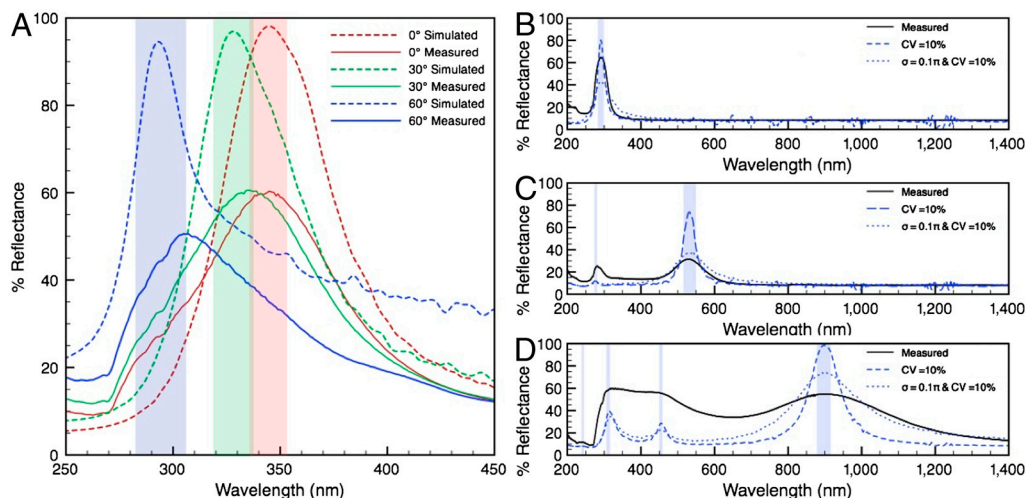 A
100
80
60
40
20
0
% Reflectance
250
300
350
400
450
Wavelength (nm)
0° Simulated
0° Measured
30° Simulated
30° Measured
60° Simulated
60° Measured
B
100
80
60
40
20
0
% Reflectance
Measured
CV =10%
σ = 0.1π & CV =10%
200
400
600
800
1,000
1,200
1,400
Wavelength (nm)
C
100
80
60
40
20
0
% Reflectance
Measured
CV =10%
σ = 0.1π & CV =10%
200
400
600
800
1,000
1,200
1,400
Wavelength (nm)
D
100
80
60
40
20
0
% Reflectance
Measured
CV =10%
σ = 0.1π & CV =10%
200
400
600
800
1,000
1,200
1,400
Wavelength (nm)